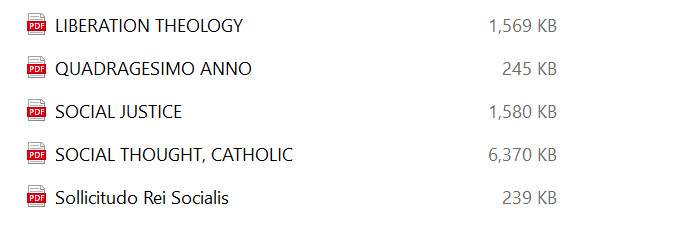 PDF LIBERATION THEOLOGY 1,569 KB
PDF QUADRAGESIMO ANNO 245 KB
PDF SOCIAL JUSTICE 1,580 KB
PDF SOCIAL THOUGHT, CATHOLIC 6,370 KB
PDF Sollicitudo Rei Socialis 239 KB